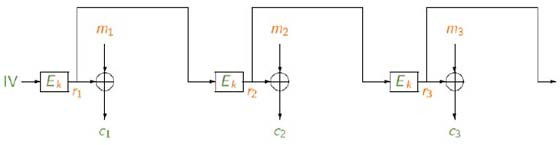 m₁ m₂ m₃
IV Eₖ r₁ Eₖ r₂ Eₖ r₃
c₁ c₂ c₃